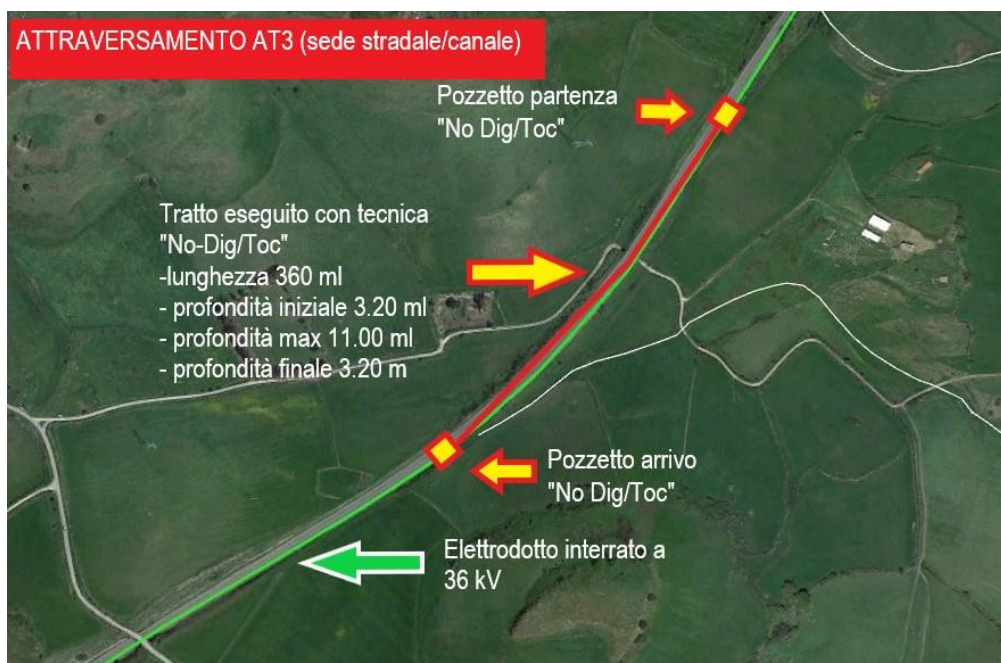 ATTRAVERSAMENTO AT3 (sede stradale/canale)
Pozzetto partenza
"No Dig/Toc"
Tratto eseguito con tecnica
"No-Dig/Toc"
-lunghezza 360 ml
- profondità iniziale 3.20 ml
- profondità max 11.00 ml
- profondità finale 3.20 m
Pozzetto arrivo
"No Dig/Toc"
Elettrodotto interrato a
36 kV